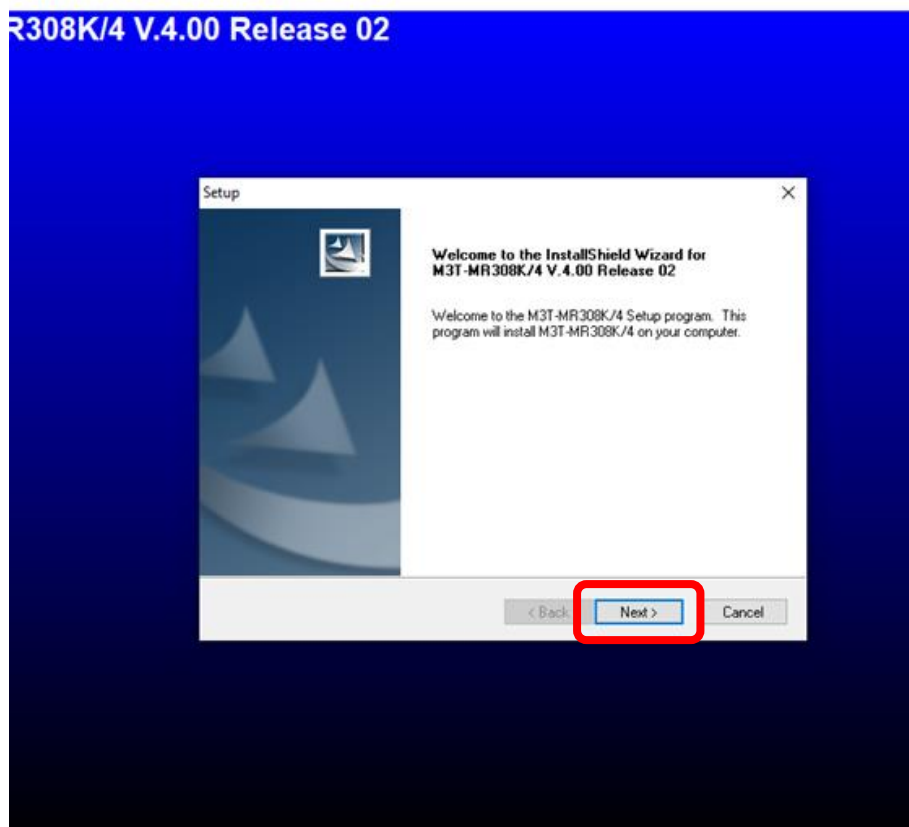 R308K/4 V.4.00 Release 02
Setup
Welcome to the InstallShield Wizard for
M3T-MR308K/4 V.4.00 Release 02
Welcome to the M3T-MR308K/4 Setup program. This
program will install M3T-MR308K/4 on your computer.
< Back
Next >
Cancel